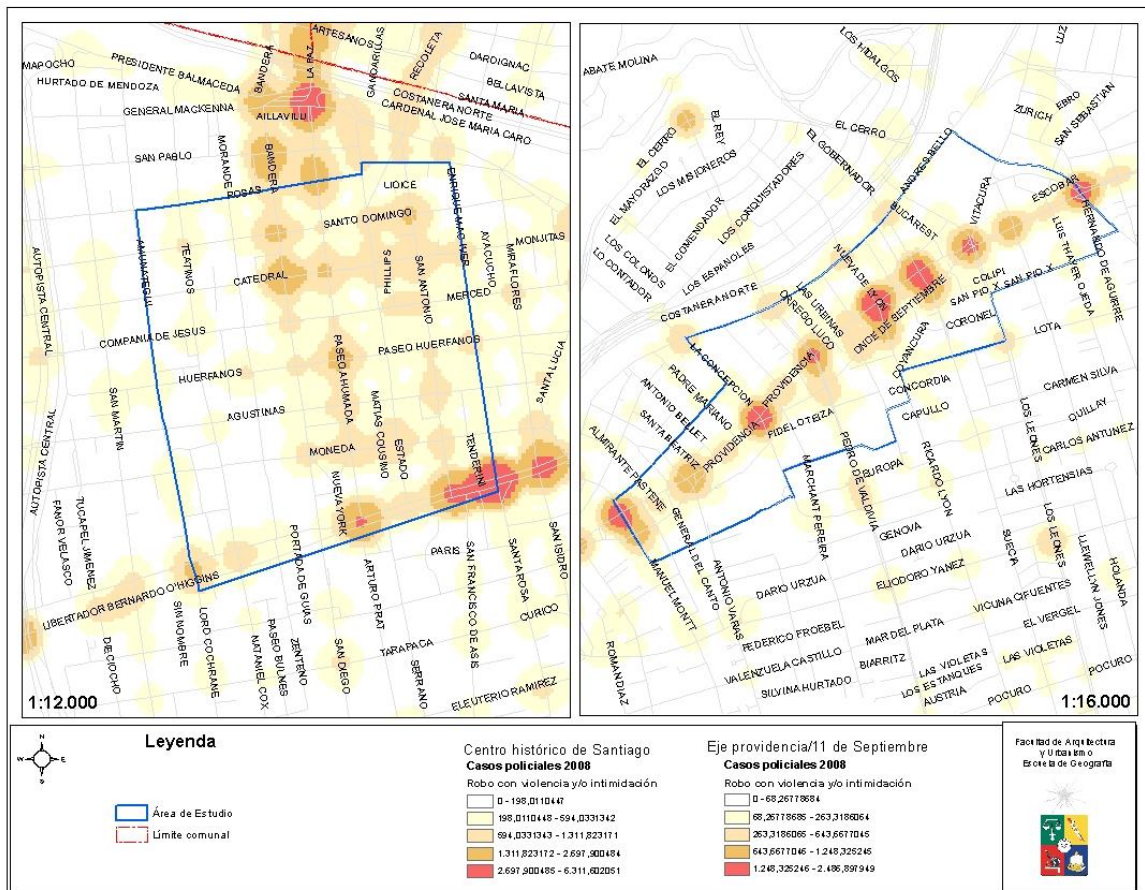 ARTESANOS
MAPOCHO
PRESIDENTE BALMACEDA
BANDERA
LA PAZ
GANDARILLAS
RECOLETA
DARDIGNAC
HURTADO DE MENDOZA
BELLAVISTA
SANTA MARIA
GENERAL MACKENNA
COSTANERA NORTE
AILLAVILU
CARDENAL JOSE MARIA CARO
SAN PABLO
MORANDE
BANDERA
ROSAS
LIDICE
ENRIQUE MAC IVER
SANTO DOMINGO
AMUNATEGUI
TEATINOS
CATEDRAL
PHILLIPS
SAN ANTONIO
AYACUCHO
MIRAFLORES
MONJITAS
MERCED
AUTOPISTA CENTRAL
COMPAÑIA DE JESUS
PASEO HUERFANOS
HUERFANOS
PASEO AHUMADA
SANTA LUCIA
SAN MARTIN
AGUSTINAS
MATIAS COUSINO
ESTADO
MONEDA
TENDERINI
NUEVA YORK
AUTOPISTA CENTRAL
FANOR VELASCO
TUCAPEL JIMENEZ
PORTADA DE GUIAS
ARTURO PRAT
PARIS
SAN FRANCISCO DE ASIS
SANTA ROSA
SAN ISIDRO
LIBERTADOR BERNARDO O'HIGGINS
SIN NOMBRE
LORD COCHRANE
CURICO
DIECIOCHO
PASEO BULNES
NATANIEL COX
ZENTENO
SAN DIEGO
TARAPACA
SERRANO
ELEUTERIO RAMIREZ
1:12.000
LUZ
LOS HIDALGOS
ABATE MOLINA
ZURICH
EBRO
SAN SEBASTIAN
EL CERRO
EL REY
EL CERRO
EL GOBERNADOR
ANDRES BELLO
EL MAYORAZGO
LOS MISIONEROS
LOS CONQUISTADORES
EL COMENDADOR
BUCAREST
VITACURA
ESCOBAR
HERNANDO DE AGUIRRE
LOS COLONOS
LO CONTADOR
LOS ESPAÑOLES
NUEVA DE LYON
LUIS THAYER OJEDA
COSTANERA NORTE
LAS URBINAS
ORREGO LUCO
ONCE DE SEPTIEMBRE
COLIPI
SAN PIO X
SAN PIO X
CORONEL
LOTA
COYANCURA
LA CONCEPCION
PROVIDENCIA
PADRE MARIANO
CONCORDIA
CARMEN SILVA
ANTONIO BELLET
SANTA BEATRIZ
PROVIDENCIA
FIDEL OTEIZA
CAPULLO
LOS LEONES
QUILLAY
CARLOS ANTUNEZ
ALMIRANTE PASTENE
PEDRO DE VALDIVIA
EUROPA
RICARDO LYON
LAS HORTENSIAS
MARCHANT PEREIRA
GENERAL DEL CANTO
GENOVA
DARIO URZUA
SUECIA
LOS LEONES
MANUEL MONTT
ANTONIO VARAS
DARIO URZUA
ELIODORO YAÑEZ
LLEWELLYN JONES
HOLANDA
VICUNA CIFUENTES
FEDERICO FROEBEL
MAR DEL PLATA
EL VERGEL
ROMAN DIAZ
VALENZUELA CASTILLO
BIARRITZ
LAS VIOLETAS
LAS VIOLETAS
SILVINA HURTADO
LOS ESTANQUES
AUSTRIA
POCURO
POCURO
1:16.000
N
W
E
S
Leyenda
Área de Estudio
Límite comunal
Centro histórico de Santiago
Casos policiales 2008
Robo con violencia y/o intimidación
0 - 198,0110447
198,0110448 - 594,0331342
594,0331343 - 1.311,823171
1.311,823172 - 2.697,900484
2.697,900485 - 6.311,602051
Eje providencia/11 de Septiembre
Casos policiales 2008
Robo con violencia y/o intimidación
0 - 68,26778684
68,26778685 - 263,3186064
263,3186065 - 643,6677045
643,6677046 - 1.248,325245
1.248,325246 - 2.486,897949
Facultad de Arquitectura
y Urbanismo
Escuela de Geografía